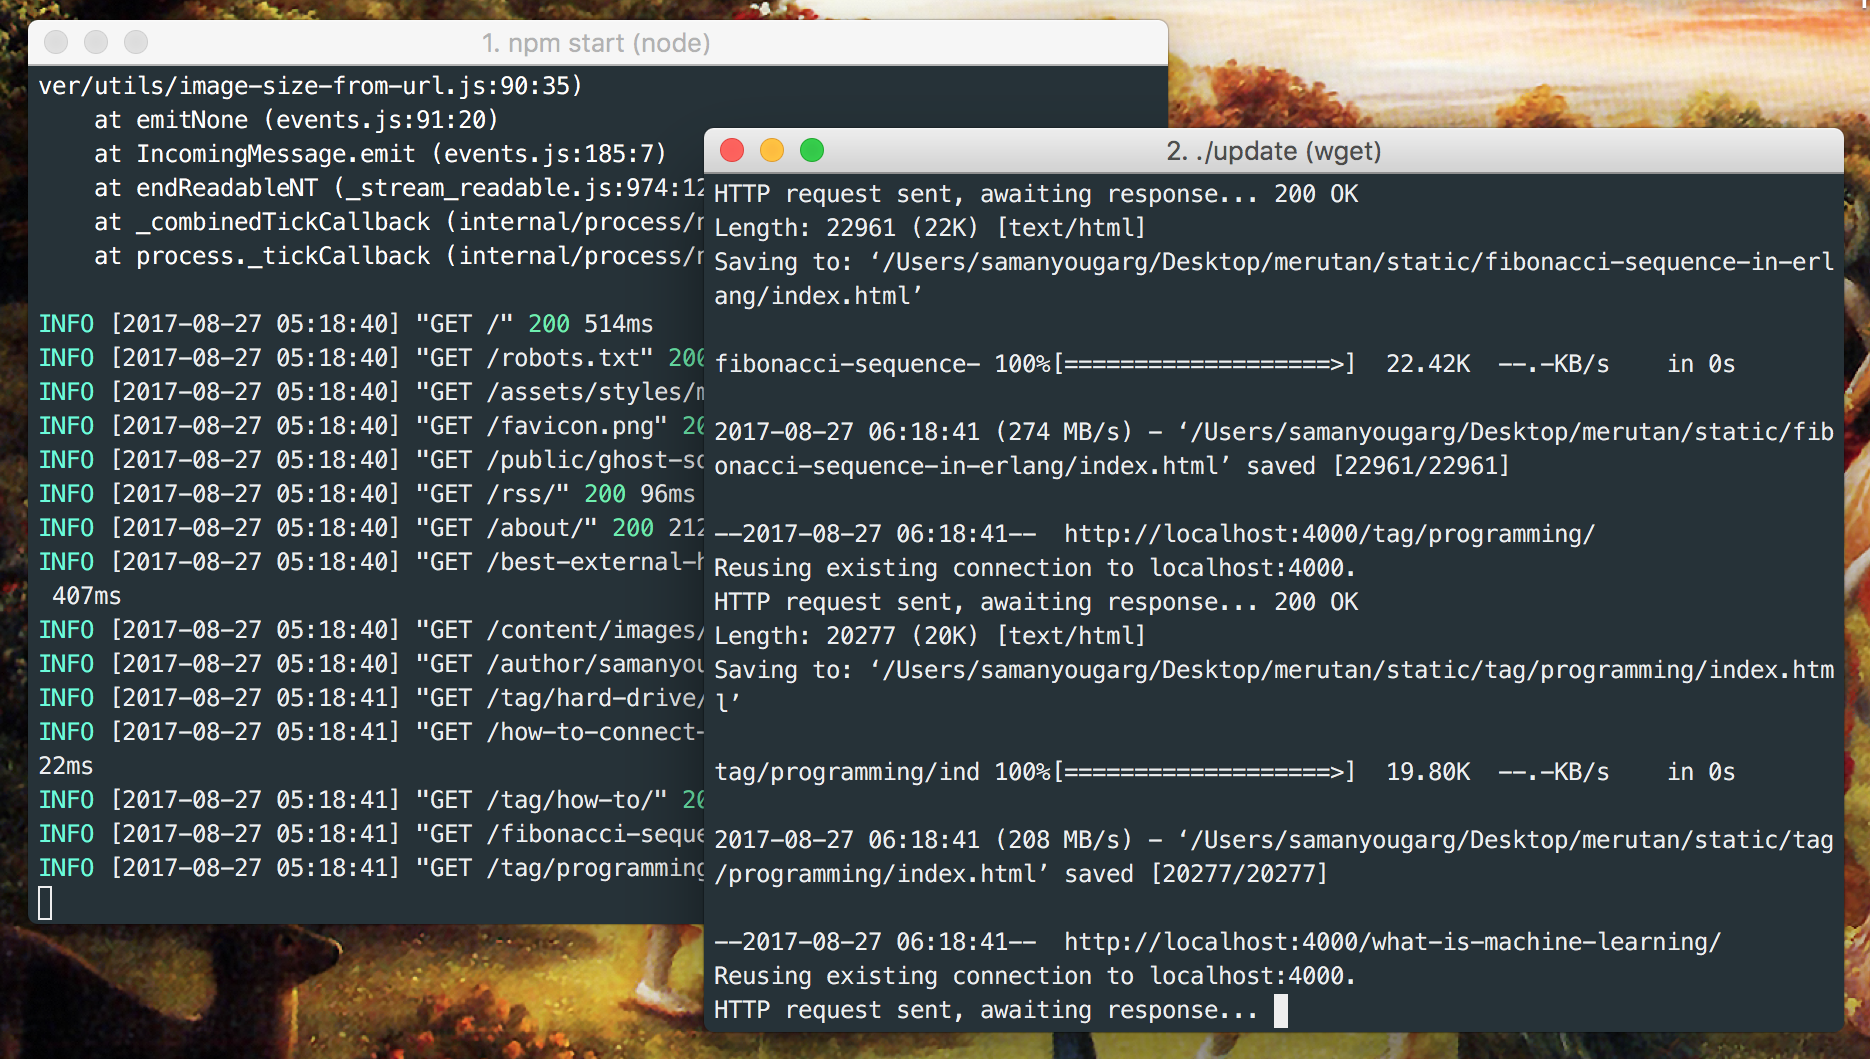 1. npm start (node)
ver/utils/image-size-from-url.js:90:35)
    at emitNone (events.js:91:20)
    at IncomingMessage.emit (events.js:185:7)
    at endReadableNT (_stream_readable.js:974:12
    at _combinedTickCallback (internal/process/
    at process._tickCallback (internal/process/
INFO [2017-08-27 05:18:40] "GET /" 200 514ms
INFO [2017-08-27 05:18:40] "GET /robots.txt" 200
INFO [2017-08-27 05:18:40] "GET /assets/styles/
INFO [2017-08-27 05:18:40] "GET /favicon.png" 20
INFO [2017-08-27 05:18:40] "GET /public/ghost-
INFO [2017-08-27 05:18:40] "GET /rss/" 200 96ms
INFO [2017-08-27 05:18:40] "GET /about/" 200 212
INFO [2017-08-27 05:18:40] "GET /best-external-
 407ms
INFO [2017-08-27 05:18:40] "GET /content/images/
INFO [2017-08-27 05:18:40] "GET /author/samanyou
INFO [2017-08-27 05:18:41] "GET /tag/hard-drive/
INFO [2017-08-27 05:18:41] "GET /how-to-connect-
22ms
INFO [2017-08-27 05:18:41] "GET /tag/how-to/" 20
INFO [2017-08-27 05:18:41] "GET /fibonacci-seque
INFO [2017-08-27 05:18:41] "GET /tag/programming
2. ./update (wget)
HTTP request sent, awaiting response... 200 OK
Length: 22961 (22K) [text/html]
Saving to: ‘/Users/samanyougarg/Desktop/merutan/static/fibonacci-sequence-in-erl
ang/index.html’
fibonacci-sequence- 100%[===================>]  22.42K  --.-KB/s    in 0s
2017-08-27 06:18:41 (274 MB/s) - ‘/Users/samanyougarg/Desktop/merutan/static/fib
onacci-sequence-in-erlang/index.html’ saved [22961/22961]
--2017-08-27 06:18:41--  http://localhost:4000/tag/programming/
Reusing existing connection to localhost:4000.
HTTP request sent, awaiting response... 200 OK
Length: 20277 (20K) [text/html]
Saving to: ‘/Users/samanyougarg/Desktop/merutan/static/tag/programming/index.htm
l’
tag/programming/ind 100%[===================>]  19.80K  --.-KB/s    in 0s
2017-08-27 06:18:41 (208 MB/s) - ‘/Users/samanyougarg/Desktop/merutan/static/tag
/programming/index.html’ saved [20277/20277]
--2017-08-27 06:18:41--  http://localhost:4000/what-is-machine-learning/
Reusing existing connection to localhost:4000.
HTTP request sent, awaiting response...